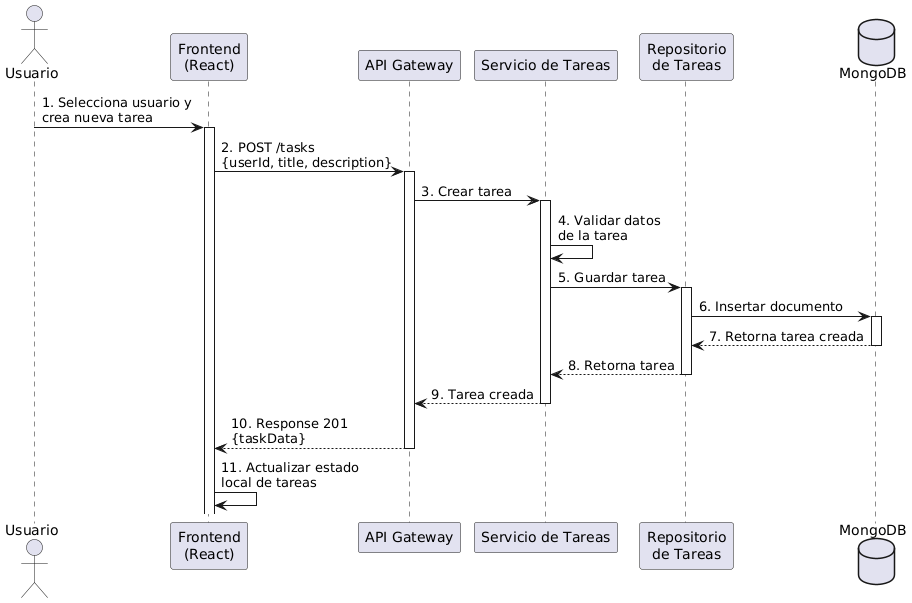 Usuario
Frontend
(React)
API Gateway
Servicio de Tareas
Repositorio
de Tareas
MongoDB
1. Selecciona usuario y
crea nueva tarea
2. POST /tasks
{userId, title, description}
3. Crear tarea
4. Validar datos
de la tarea
5. Guardar tarea
6. Insertar documento
7. Retorna tarea creada
8. Retorna tarea
9. Tarea creada
10. Response 201
{taskData}
11. Actualizar estado
local de tareas
Usuario
Frontend
(React)
API Gateway
Servicio de Tareas
Repositorio
de Tareas
MongoDB